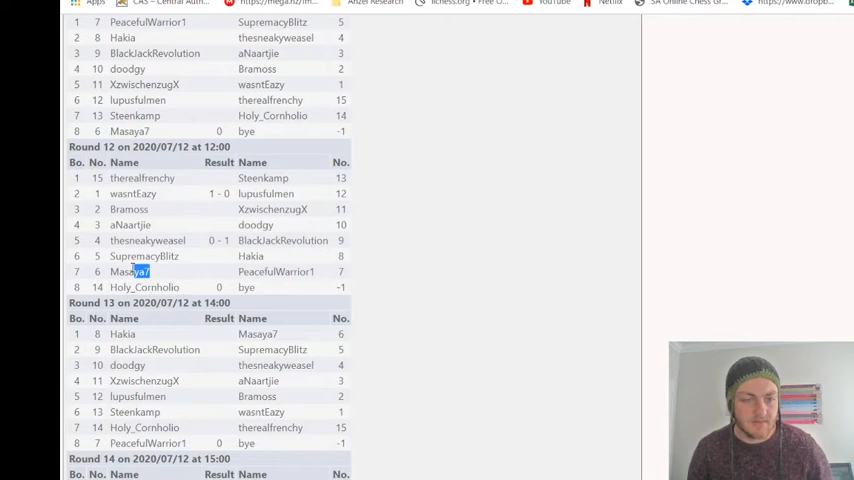 Apps CAS – Central Auth... https://mega.nz/fm... Anzel Research lichess.org • Free O... YouTube Netflix SA Online Chess Gr... https://www.dropb...
1 7 PeacefulWarrior1 SupremacyBlitz 5
2 8 Hakia thesneakyweasel 4
3 9 BlackJackRevolution aNaartjie 3
4 10 doodgy Bramoss 2
5 11 XzwischenzugX wasntEazy 1
6 12 lupusfulmen therealfrenchy 15
7 13 Steenkamp Holy_Cornholio 14
8 6 Masaya7 0 bye -1
Round 12 on 2020/07/12 at 12:00
Bo. No. Name Result Name No.
1 15 therealfrenchy Steenkamp 13
2 1 wasntEazy 1 - 0 lupusfulmen 12
3 2 Bramoss XzwischenzugX 11
4 3 aNaartjie doodgy 10
5 4 thesneakyweasel 0 - 1 BlackJackRevolution 9
6 5 SupremacyBlitz Hakia 8
7 6 Masaya7 PeacefulWarrior1 7
8 14 Holy_Cornholio 0 bye -1
Round 13 on 2020/07/12 at 14:00
Bo. No. Name Result Name No.
1 8 Hakia Masaya7 6
2 9 BlackJackRevolution SupremacyBlitz 5
3 10 doodgy thesneakyweasel 4
4 11 XzwischenzugX aNaartjie 3
5 12 lupusfulmen Bramoss 2
6 13 Steenkamp wasntEazy 1
7 14 Holy_Cornholio therealfrenchy 15
8 7 PeacefulWarrior1 0 bye -1
Round 14 on 2020/07/12 at 15:00
Bo. No. Name Result Name No.